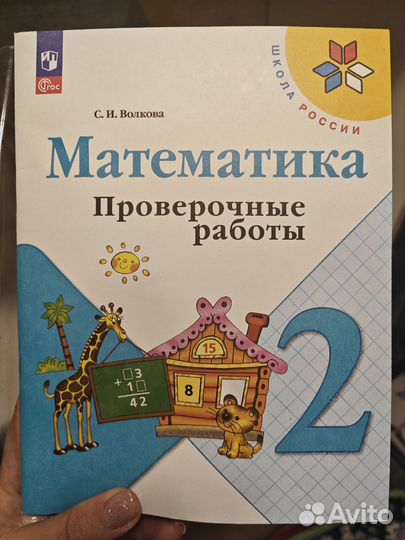 ФГОС
ШКОЛА РОССИИ
С. И. Волкова
Математика
Проверочные
работы
15
8
+ □3
1□
42
2
Avito